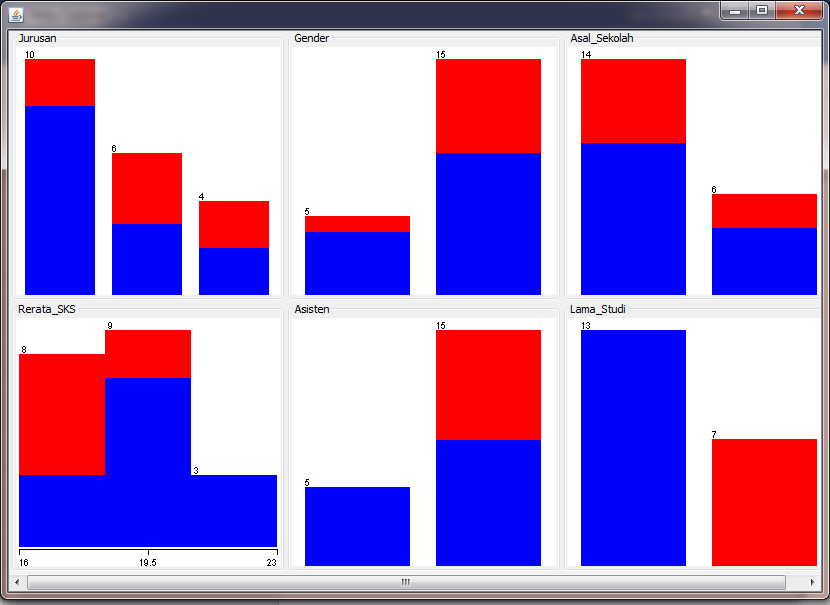 Jurusan
10
6
4
Gender
5
15
Asal_Sekolah
14
6
Rerata_SKS
8
9
3
16 19.5 23
Asisten
5
15
Lama_Studi
13
7